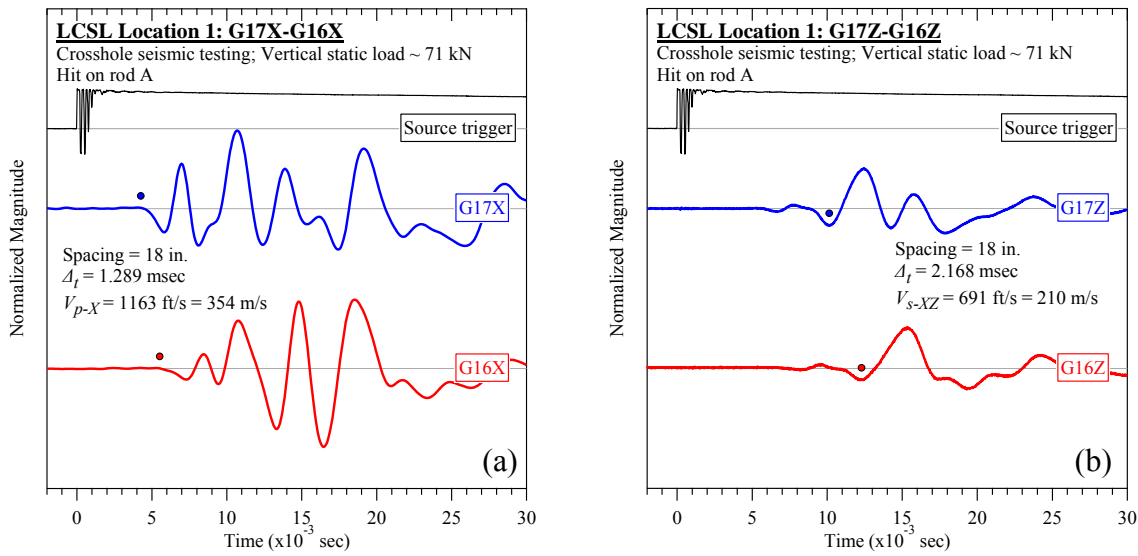 LCSL Location 1: G17X-G16X
Crosshole seismic testing; Vertical static load ~ 71 kN
Hit on rod A
Source trigger
G17X
Spacing = 18 in.
Δt = 1.289 msec
Vp-X = 1163 ft/s = 354 m/s
G16X
(a)
Normalized Magnitude
0 5 10 15 20 25 30
Time (x10-3 sec)
LCSL Location 1: G17Z-G16Z
Crosshole seismic testing; Vertical static load ~ 71 kN
Hit on rod A
Source trigger
G17Z
Spacing = 18 in.
Δt = 2.168 msec
Vs-XZ = 691 ft/s = 210 m/s
G16Z
(b)
Normalized Magnitude
0 5 10 15 20 25 30
Time (x10-3 sec)